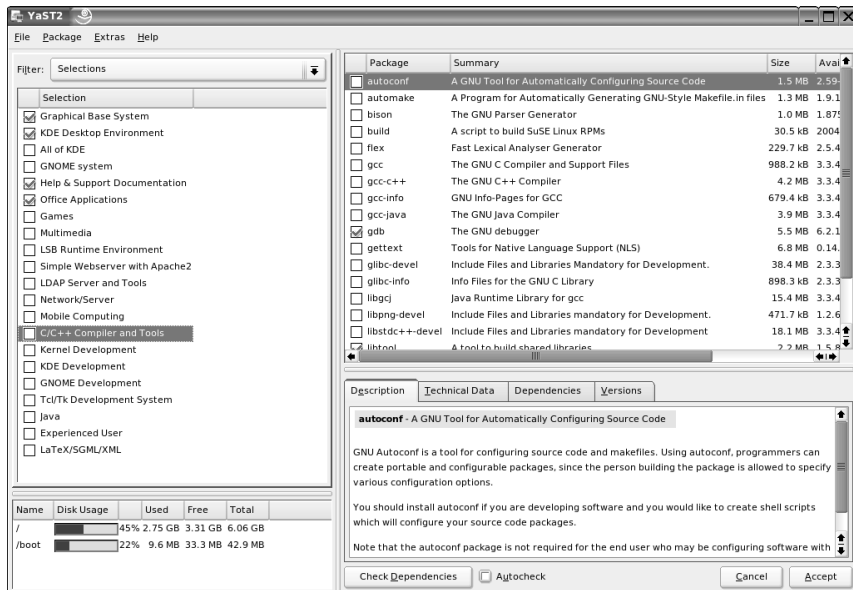 YaST2
File Package Extras Help
Filter: Selections
Selection
Graphical Base System
KDE Desktop Environment
All of KDE
GNOME system
Help & Support Documentation
Office Applications
Games
Multimedia
LSB Runtime Environment
Simple Webserver with Apache2
LDAP Server and Tools
Network/Server
Mobile Computing
C/C++ Compiler and Tools
Kernel Development
KDE Development
GNOME Development
Tcl/Tk Development System
Java
Experienced User
LaTeX/SGML/XML
Name Disk Usage Used Free Total
/ 45% 2.75 GB 3.31 GB 6.06 GB
/boot 22% 9.6 MB 33.3 MB 42.9 MB
Package Summary Size Avai
autoconf A GNU Tool for Automatically Configuring Source Code 1.5 MB 2.59-
automake A Program for Automatically Generating GNU-Style Makefile.in files 1.3 MB 1.9.1
bison The GNU Parser Generator 1.0 MB 1.875
build A script to build SuSE Linux RPMs 30.5 kB 2004
flex Fast Lexical Analyser Generator 229.7 kB 2.5.4
gcc The GNU C Compiler and Support Files 988.2 kB 3.3.4
gcc-c++ The GNU C++ Compiler 4.2 MB 3.3.4
gcc-info GNU Info-Pages for GCC 679.4 kB 3.3.4
gcc-java The GNU Java Compiler 3.9 MB 3.3.4
gdb The GNU debugger 5.5 MB 6.2.1
gettext Tools for Native Language Support (NLS) 6.8 MB 0.14.
glibc-devel Include Files and Libraries Mandatory for Development. 38.4 MB 2.3.3
glibc-info Info Files for the GNU C Library 898.3 kB 2.3.3
libgcj Java Runtime Library for gcc 15.4 MB 3.3.4
libpng-devel Include Files and Libraries mandatory for Development. 471.7 kB 1.2.6
libstdc++-devel Include Files and Libraries mandatory for Development 18.1 MB 3.3.4
libtool A tool to build shared libraries 2.2 MB 1.5.8
Description Technical Data Dependencies Versions
autoconf - A GNU Tool for Automatically Configuring Source Code
GNU Autoconf is a tool for configuring source code and makefiles. Using autoconf, programmers can
create portable and configurable packages, since the person building the package is allowed to specify
various configuration options.
You should install autoconf if you are developing software and you would like to create shell scripts
which will configure your source code packages.
Note that the autoconf package is not required for the end user who may be configuring software with
Check Dependencies Autocheck Cancel Accept